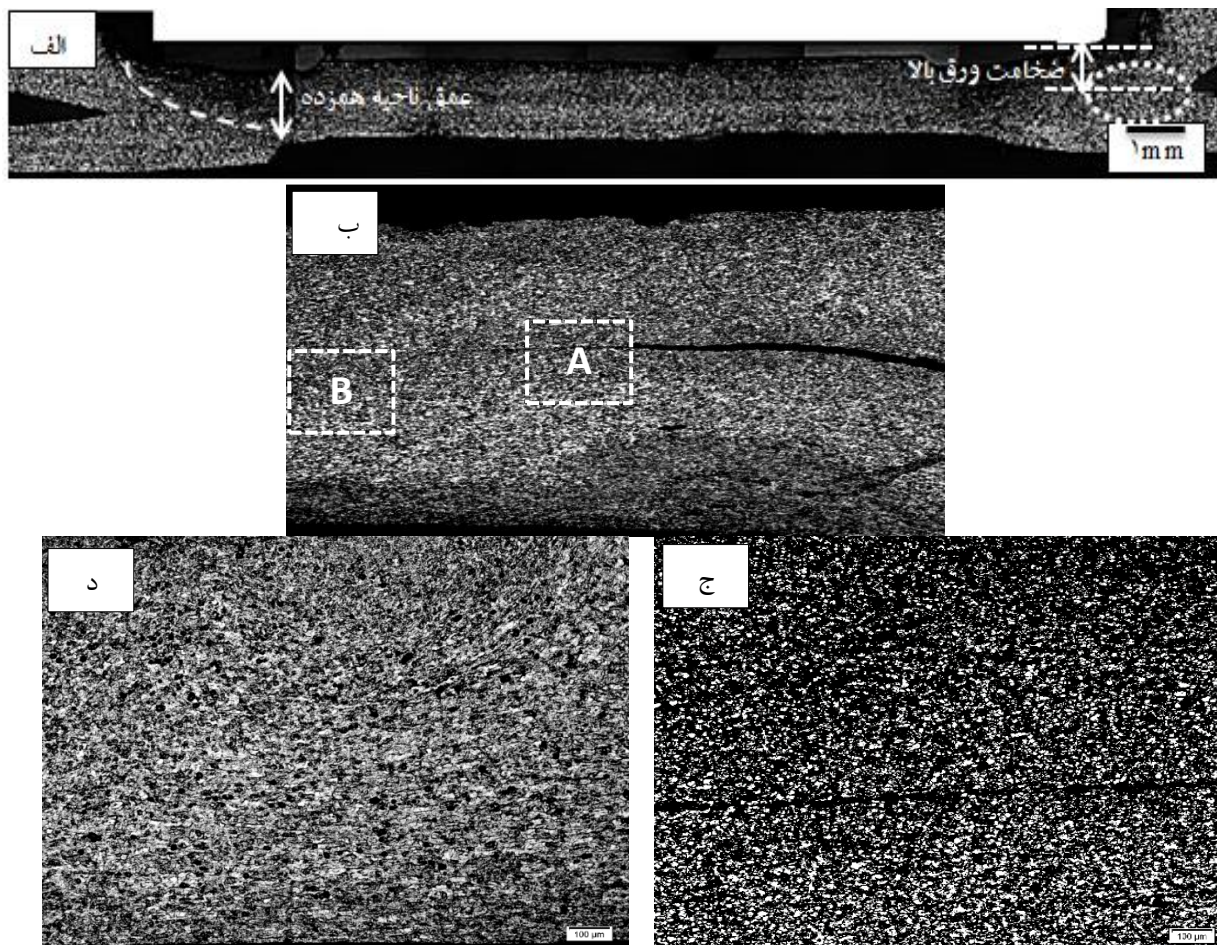 الف
عمق ناحیه همزده
ضخامت ورق بالا
۱mm
ب
A
B
د
ج
100 µm
100 µm